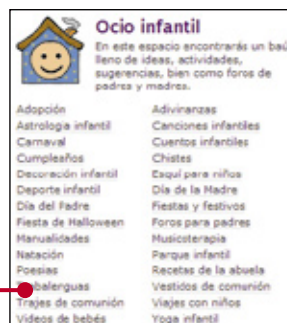 Ocio infantil
En este espacio encontrarás un baú
lleno de ideas, actividades,
sugerencias, bien como foros de
padres y madres.
Adopción
Astrologia infantil
Carnaval
Cumpleaños
Decoración infantil
Deporte infantil
Día del Padre
Fiesta de Halloween
Manualidades
Natación
Poesias
abalenguas
Trajes de comunión
Videos de bebés
Adivinanzas
Canciones infantiles
Cuentos infantiles
Chistes
Esquí para niños
Día de la Madre
Fiestas y festivos
Foros para padres
Musicoterapia
Parque infantil
Recetas de la abuela
Vestidos de comunión
Viajes con niños
Yoga infantil